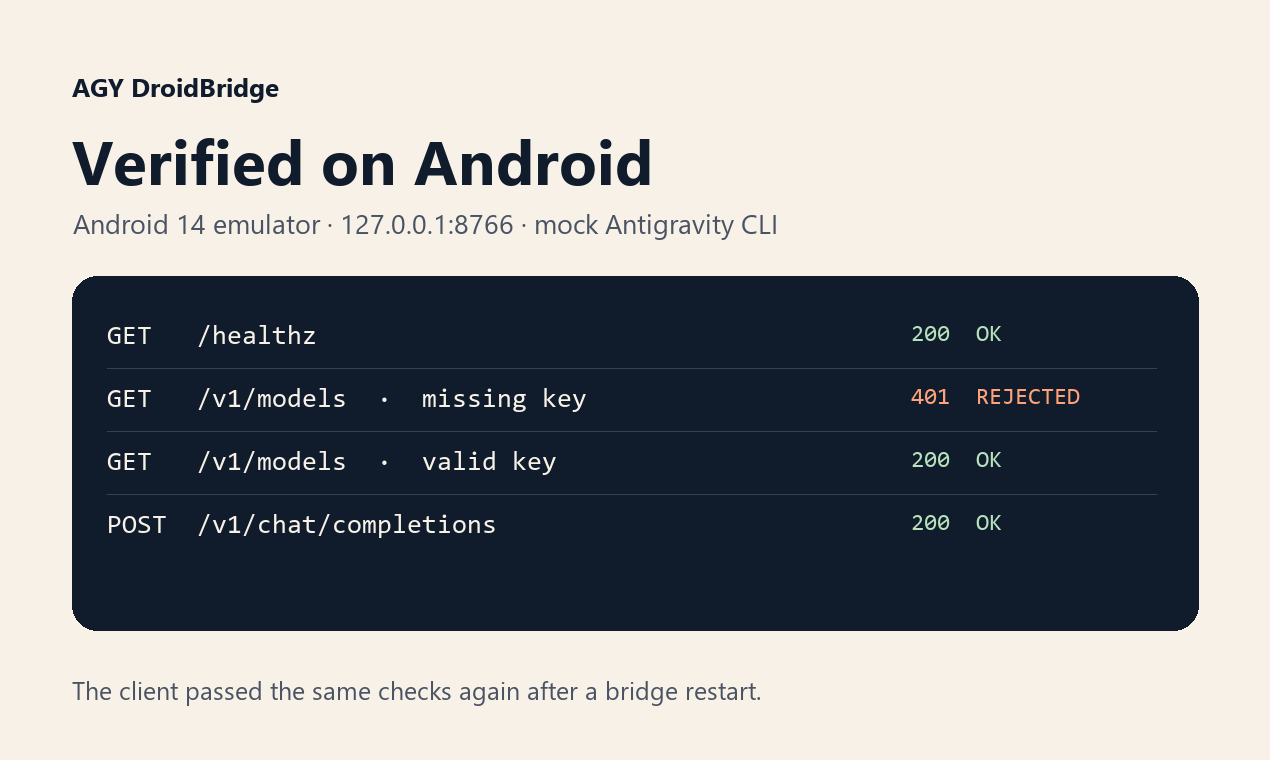 AGY DroidBridge
Verified on Android
Android 14 emulator · 127.0.0.1:8766 · mock Antigravity CLI
GET /healthz 200 OK
GET /v1/models · missing key 401 REJECTED
GET /v1/models · valid key 200 OK
POST /v1/chat/completions 200 OK
The client passed the same checks again after a bridge restart.